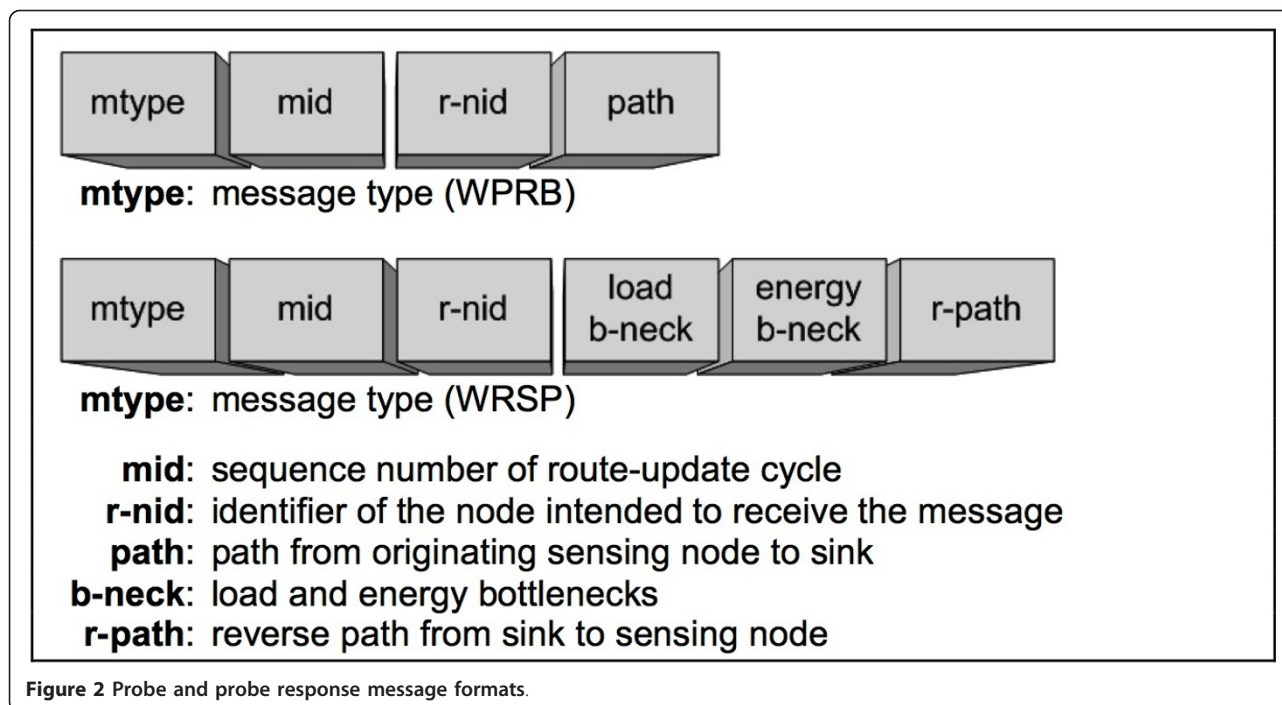 mtype mid r-nid path
mtype: message type (WPRB)
mtype mid r-nid load b-neck energy b-neck r-path
mtype: message type (WRSP)
mid: sequence number of route-update cycle
r-nid: identifier of the node intended to receive the message
path: path from originating sensing node to sink
b-neck: load and energy bottlenecks
r-path: reverse path from sink to sensing node
Figure 2 Probe and probe response message formats.